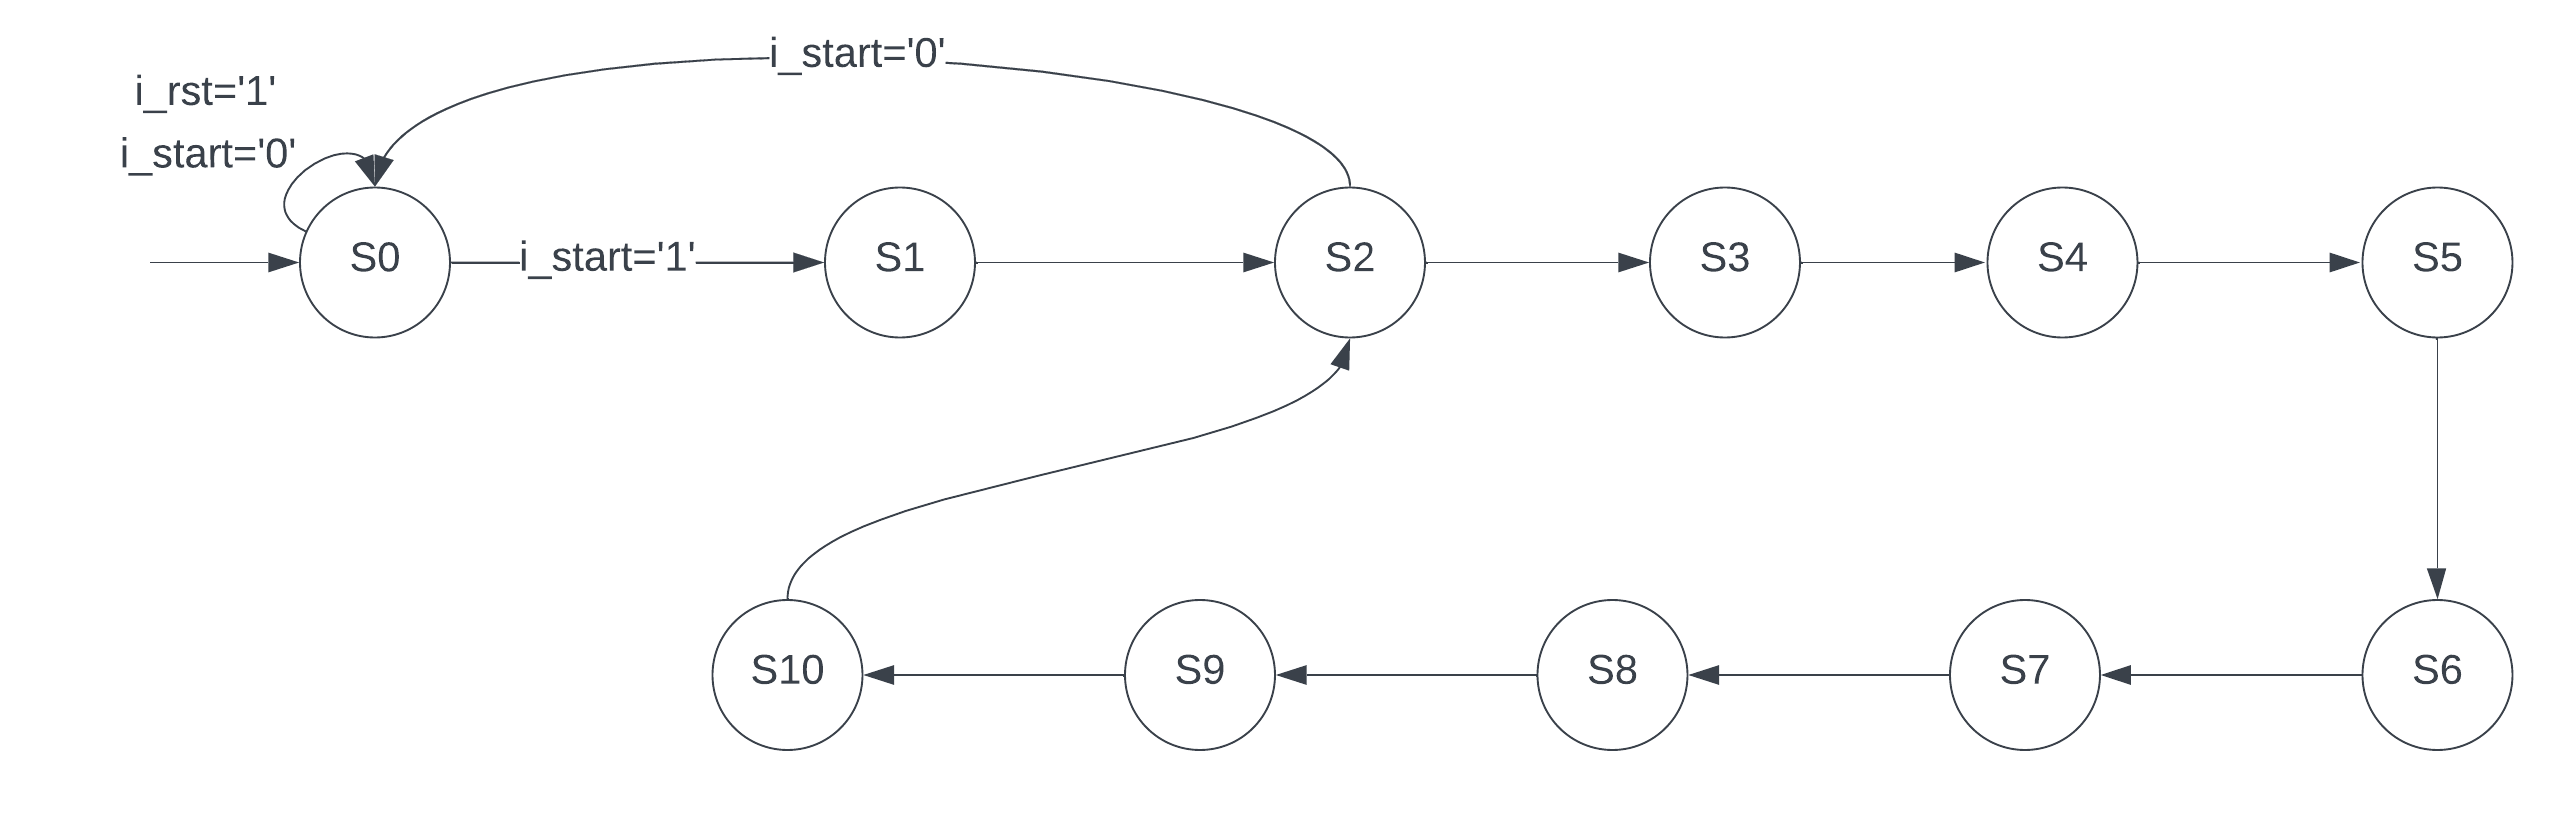 i_start='0'
i_rst='1'
i_start='0'
S0
i_start='1'
S1
S2
S3
S4
S5
S10
S9
S8
S7
S6